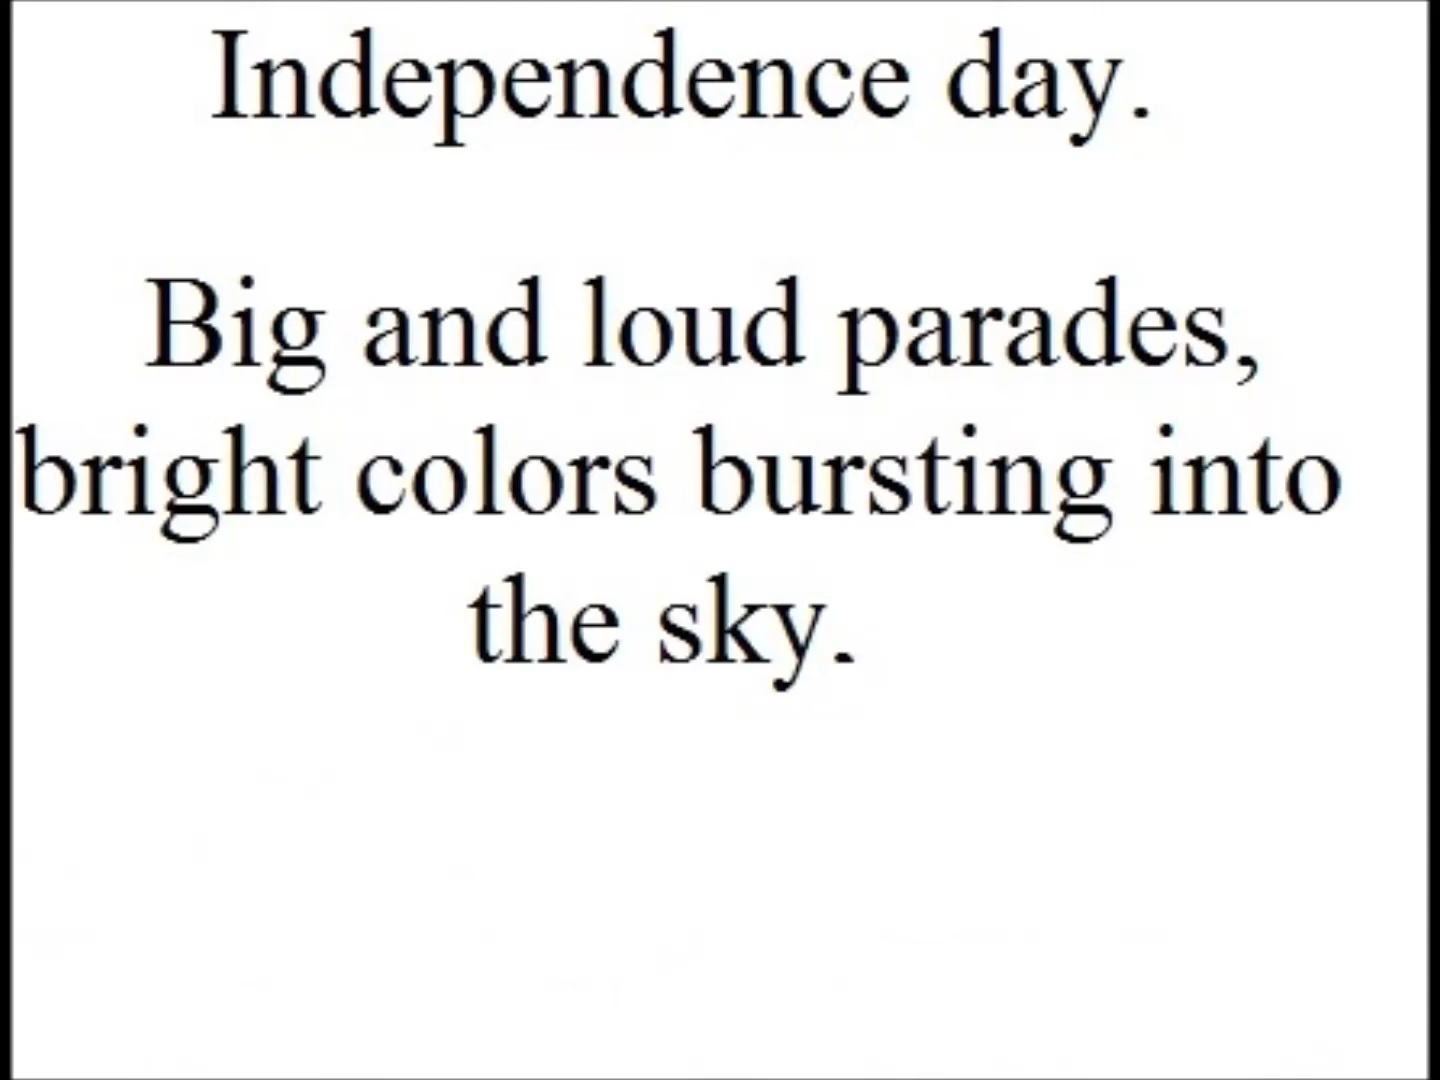 Independence day.
Big and loud parades,
bright colors bursting into
the sky.